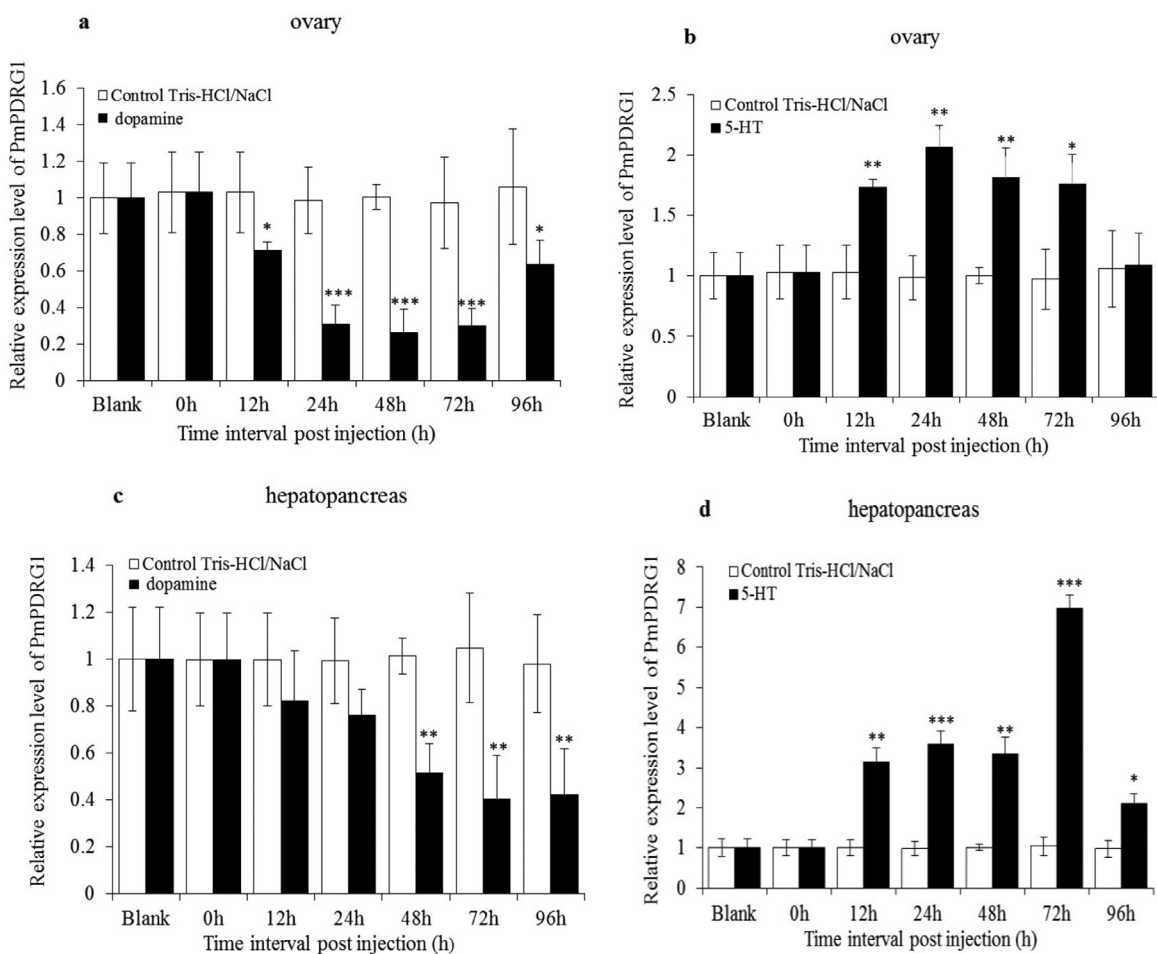 a
ovary
Relative expression level of PmPDRG1
1.6
1.4
1.2
1
0.8
0.6
0.4
0.2
0
Control Tris-HCl/NaCl
dopamine
*
***
***
***
*
Blank 0h 12h 24h 48h 72h 96h
Time interval post injection (h)
b
ovary
Relative expression level of PmPDRG1
2.5
2
1.5
1
0.5
0
Control Tris-HCl/NaCl
5-HT
**
**
**
*
Blank 0h 12h 24h 48h 72h 96h
Time interval post injection (h)
c
hepatopancreas
Relative expression level of PmPDRG1
1.4
1.2
1
0.8
0.6
0.4
0.2
0
Control Tris-HCl/NaCl
dopamine
**
**
**
Blank 0h 12h 24h 48h 72h 96h
Time interval post injection (h)
d
hepatopancreas
Relative expression level of PmPDRG1
8
7
6
5
4
3
2
1
0
Control Tris-HCl/NaCl
5-HT
**
***
**
***
*
Blank 0h 12h 24h 48h 72h 96h
Time interval post injection (h)